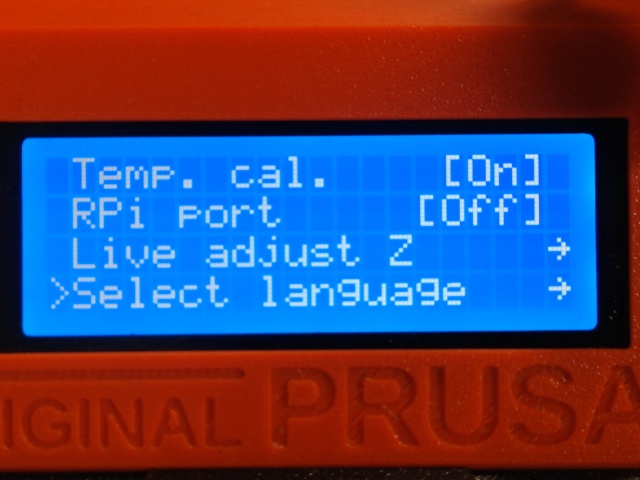 Temp. cal. [On]
RPi port [Off]
Live adjust Z →
>Select language →
IGINAL PRUSA